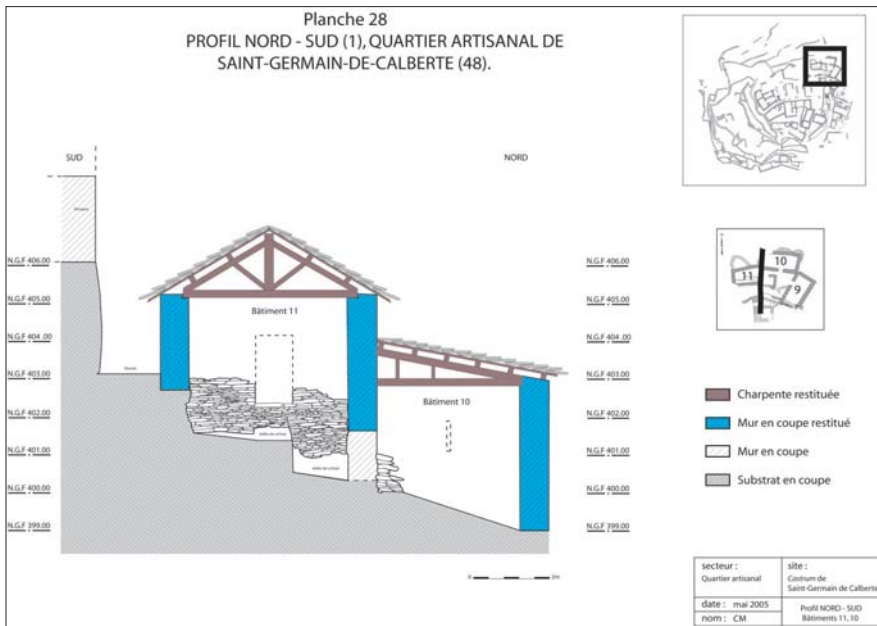 Planche 28
PROFIL NORD - SUD (1), QUARTIER ARTISANAL DE
SAINT-GERMAIN-DE-CALBERTE (48).
SUD
NORD
N.G.F 406.00
N.G.F 405.00
N.G.F 404 .00
N.G.F 403.00
N.G.F 402.00
N.G.F 401.00
N.G.F 400.00
N.G.F 399.00
Bâtiment 11
Bâtiment 10
N.G.F 406.00
N.G.F 405.00
N.G.F 404 .00
N.G.F 403.00
N.G.F 402.00
N.G.F 401.00
N.G.F 400.00
N.G.F 399.00
0
2m
10
11
9
Charpente restituée
Mur en coupe restitué
Mur en coupe
Substrat en coupe
secteur :
Quartier artisanal
site :
Castrum de
Saint-Germain de Calberte
date : mai 2005
nom : CM
Profil NORD - SUD
Bâtiments 11, 10